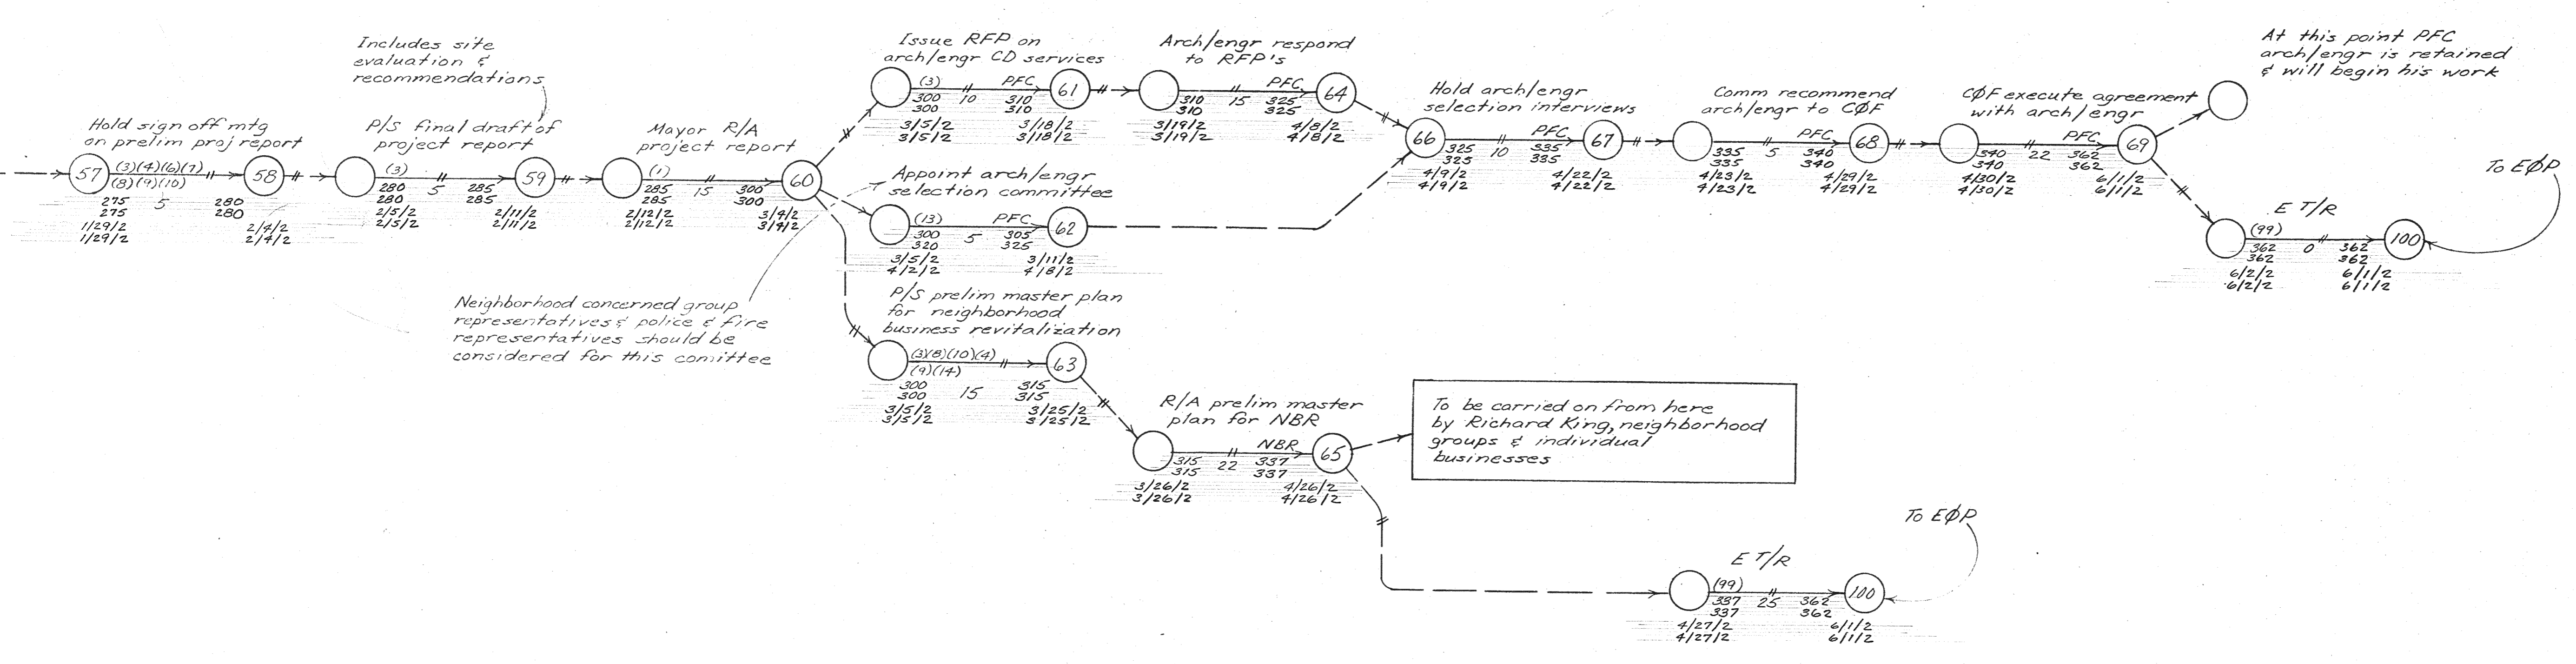 Hold sign off mtg
on prelim proj report
57
(3)(4)(6)(7)
(8)(9)(10)
58
275 5 280
275 280
1/29/2 2/4/2
1/29/2 2/4/2
Includes site
evaluation &
recommendations
P/S final draft of
project report
(3)
59
280 5 285
280 285
2/5/2 2/11/2
2/5/2 2/11/2
Mayor R/A
project report
(1)
60
285 15 300
285 300
2/12/2 3/4/2
2/12/2 3/4/2
Neighborhood concerned group
representatives & police & fire
representatives should be
considered for this comittee
Issue RFP on
arch/engr CD services
(3) PFC
61
300 10 310
300 310
3/5/2 3/18/2
3/5/2 3/18/2
Arch/engr respond
to RFP's
PFC
64
310 15 325
310 325
3/19/2 4/8/2
3/19/2 4/8/2
Appoint arch/engr
selection committee
(13) PFC
62
300 5 305
320 325
3/5/2 3/11/2
4/2/2 4/8/2
P/S prelim master plan
for neighborhood
business revitalization
(3)(8)(10)(4)
(9)(14)
63
300 15 315
300 315
3/5/2 3/25/2
3/5/2 3/25/2
R/A prelim master
plan for NBR
NBR
65
315 22 337
315 337
3/26/2 4/26/2
3/26/2 4/26/2
To be carried on from here
by Richard King, neighborhood
groups & individual
businesses
Hold arch/engr
selection interviews
66
PFC
67
325 10 335
325 335
4/9/2 4/22/2
4/9/2 4/22/2
Comm recommend
arch/engr to CØF
PFC
68
335 5 340
335 340
4/23/2 4/29/2
4/23/2 4/29/2
CØF execute agreement
with arch/engr
PFC
69
340 22 362
340 362
4/30/2 6/1/2
4/30/2 6/1/2
At this point PFC
arch/engr is retained
& will begin his work
To EØP
E T/R
(99)
100
362 0 362
362 362
6/2/2 6/1/2
6/2/2 6/1/2
To EØP
E T/R
(99)
100
337 25 362
337 362
4/27/2 6/1/2
4/27/2 6/1/2